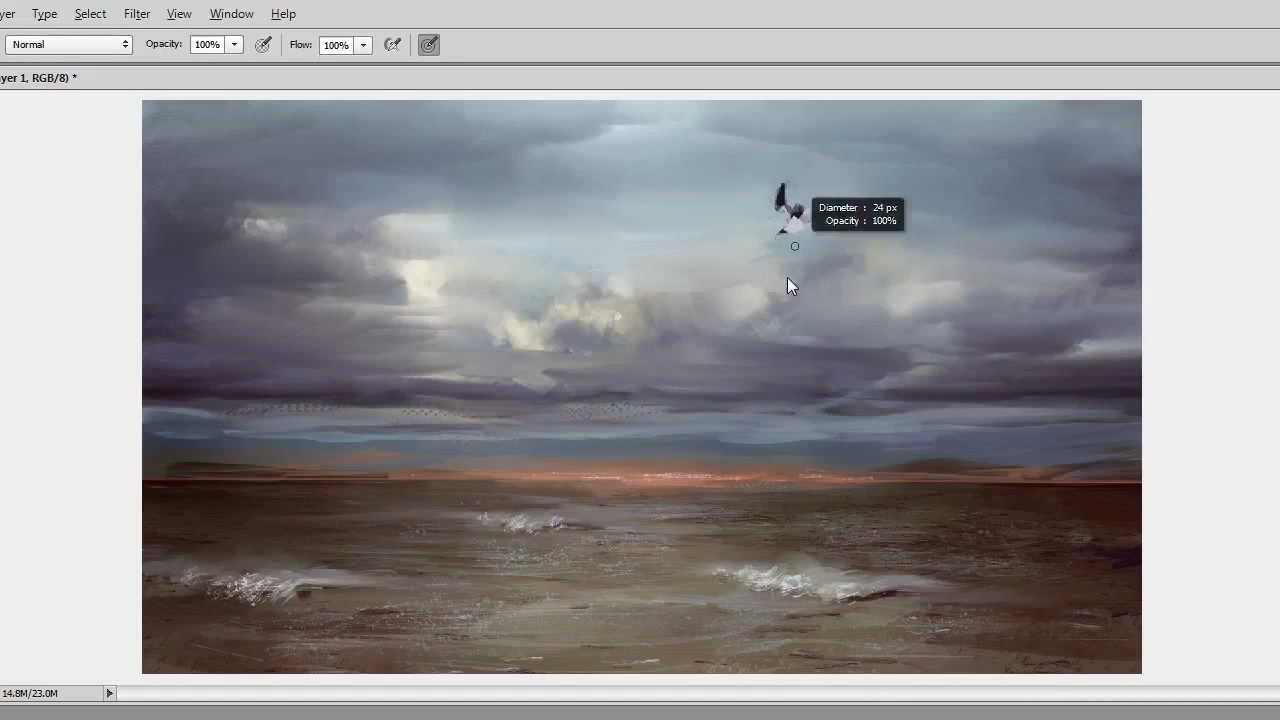 yer Type Select Filter View Window Help
Normal Opacity: 100% Flow: 100%
yer 1, RGB/8) *
Diameter : 24 px
Opacity : 100%
14.8M/23.0M